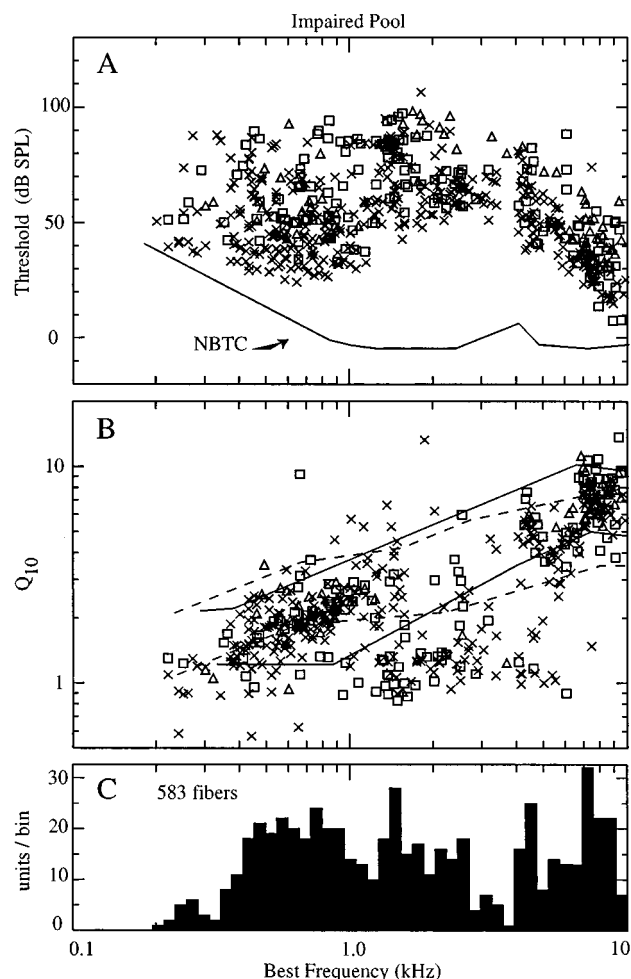 Impaired Pool
A
Threshold (dB SPL)
100
50
0
NBTC
B
Q10
10
1
C
583 fibers
units / bin
30
20
10
0
0.1
1.0
10
Best Frequency (kHz)